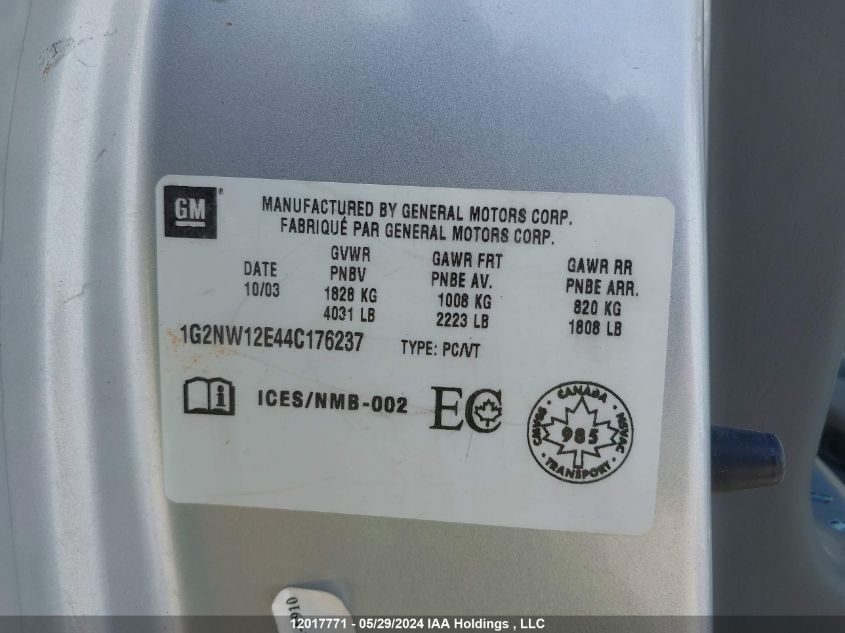 GM®
MANUFACTURED BY GENERAL MOTORS CORP.
FABRIQUÉ PAR GENERAL MOTORS CORP.
DATE
10/03
GVWR
PNBV
1828 KG
4031 LB
GAWR FRT
PNBE AV.
1008 KG
2223 LB
GAWR RR
PNBE ARR.
820 KG
1808 LB
1G2NW12E44C176237 TYPE: PC/VT
i ICES/NMB-002 EC
CANADA
CMVSS
985
NSVAC
TRANSPORT
12017771 - 05/29/2024 IAA Holdings , LLC